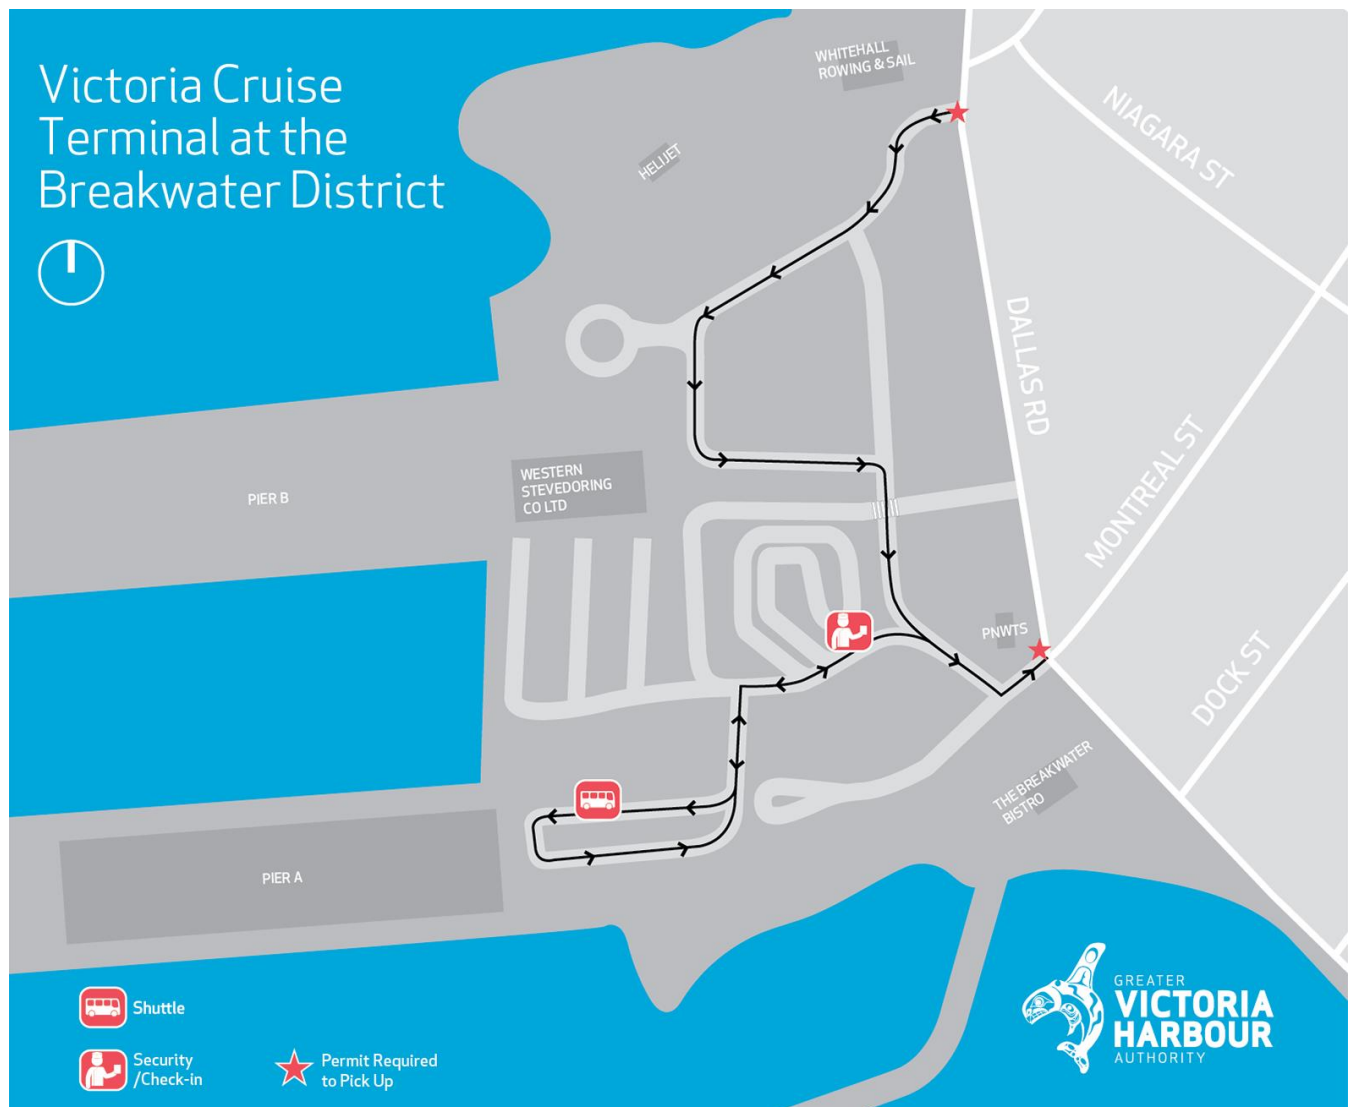 Victoria Cruise
Terminal at the
Breakwater District
WHITEHALL
ROWING & SAIL
HELIJET
NIAGARA ST
DALLAS RD
MONTREAL ST
DOCK ST
PIER B
WESTERN
STEVEDORING
CO LTD
PNWTS
THE BREAKWATER
BISTRO
PIER A
Shuttle
Security
/Check-in
Permit Required
to Pick Up
GREATER
VICTORIA
HARBOUR
AUTHORITY